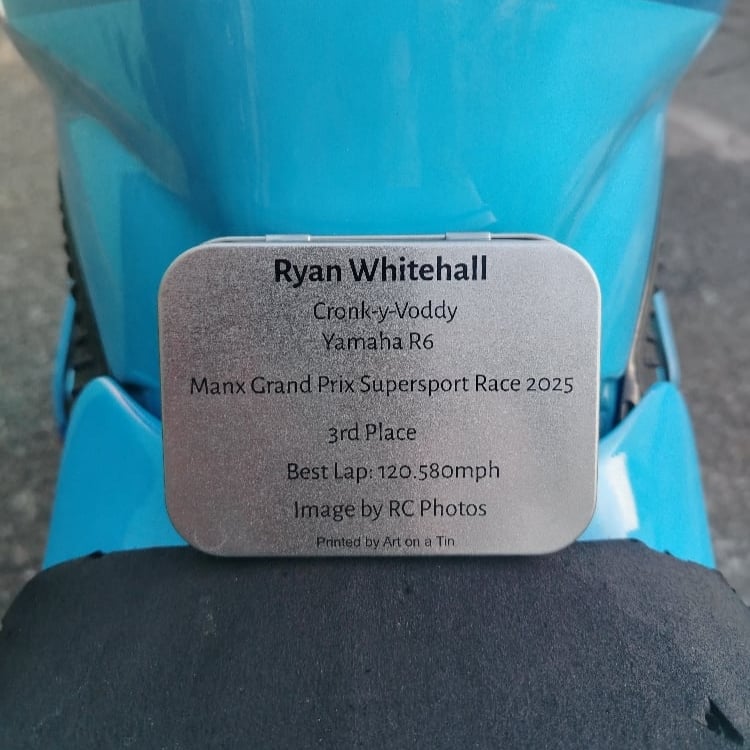 Ryan Whitehall
Cronk-y-Voddy
Yamaha R6
Manx Grand Prix Supersport Race 2025
3rd Place
Best Lap: 120.580mph
Image by RC Photos
Printed by Art on a Tin